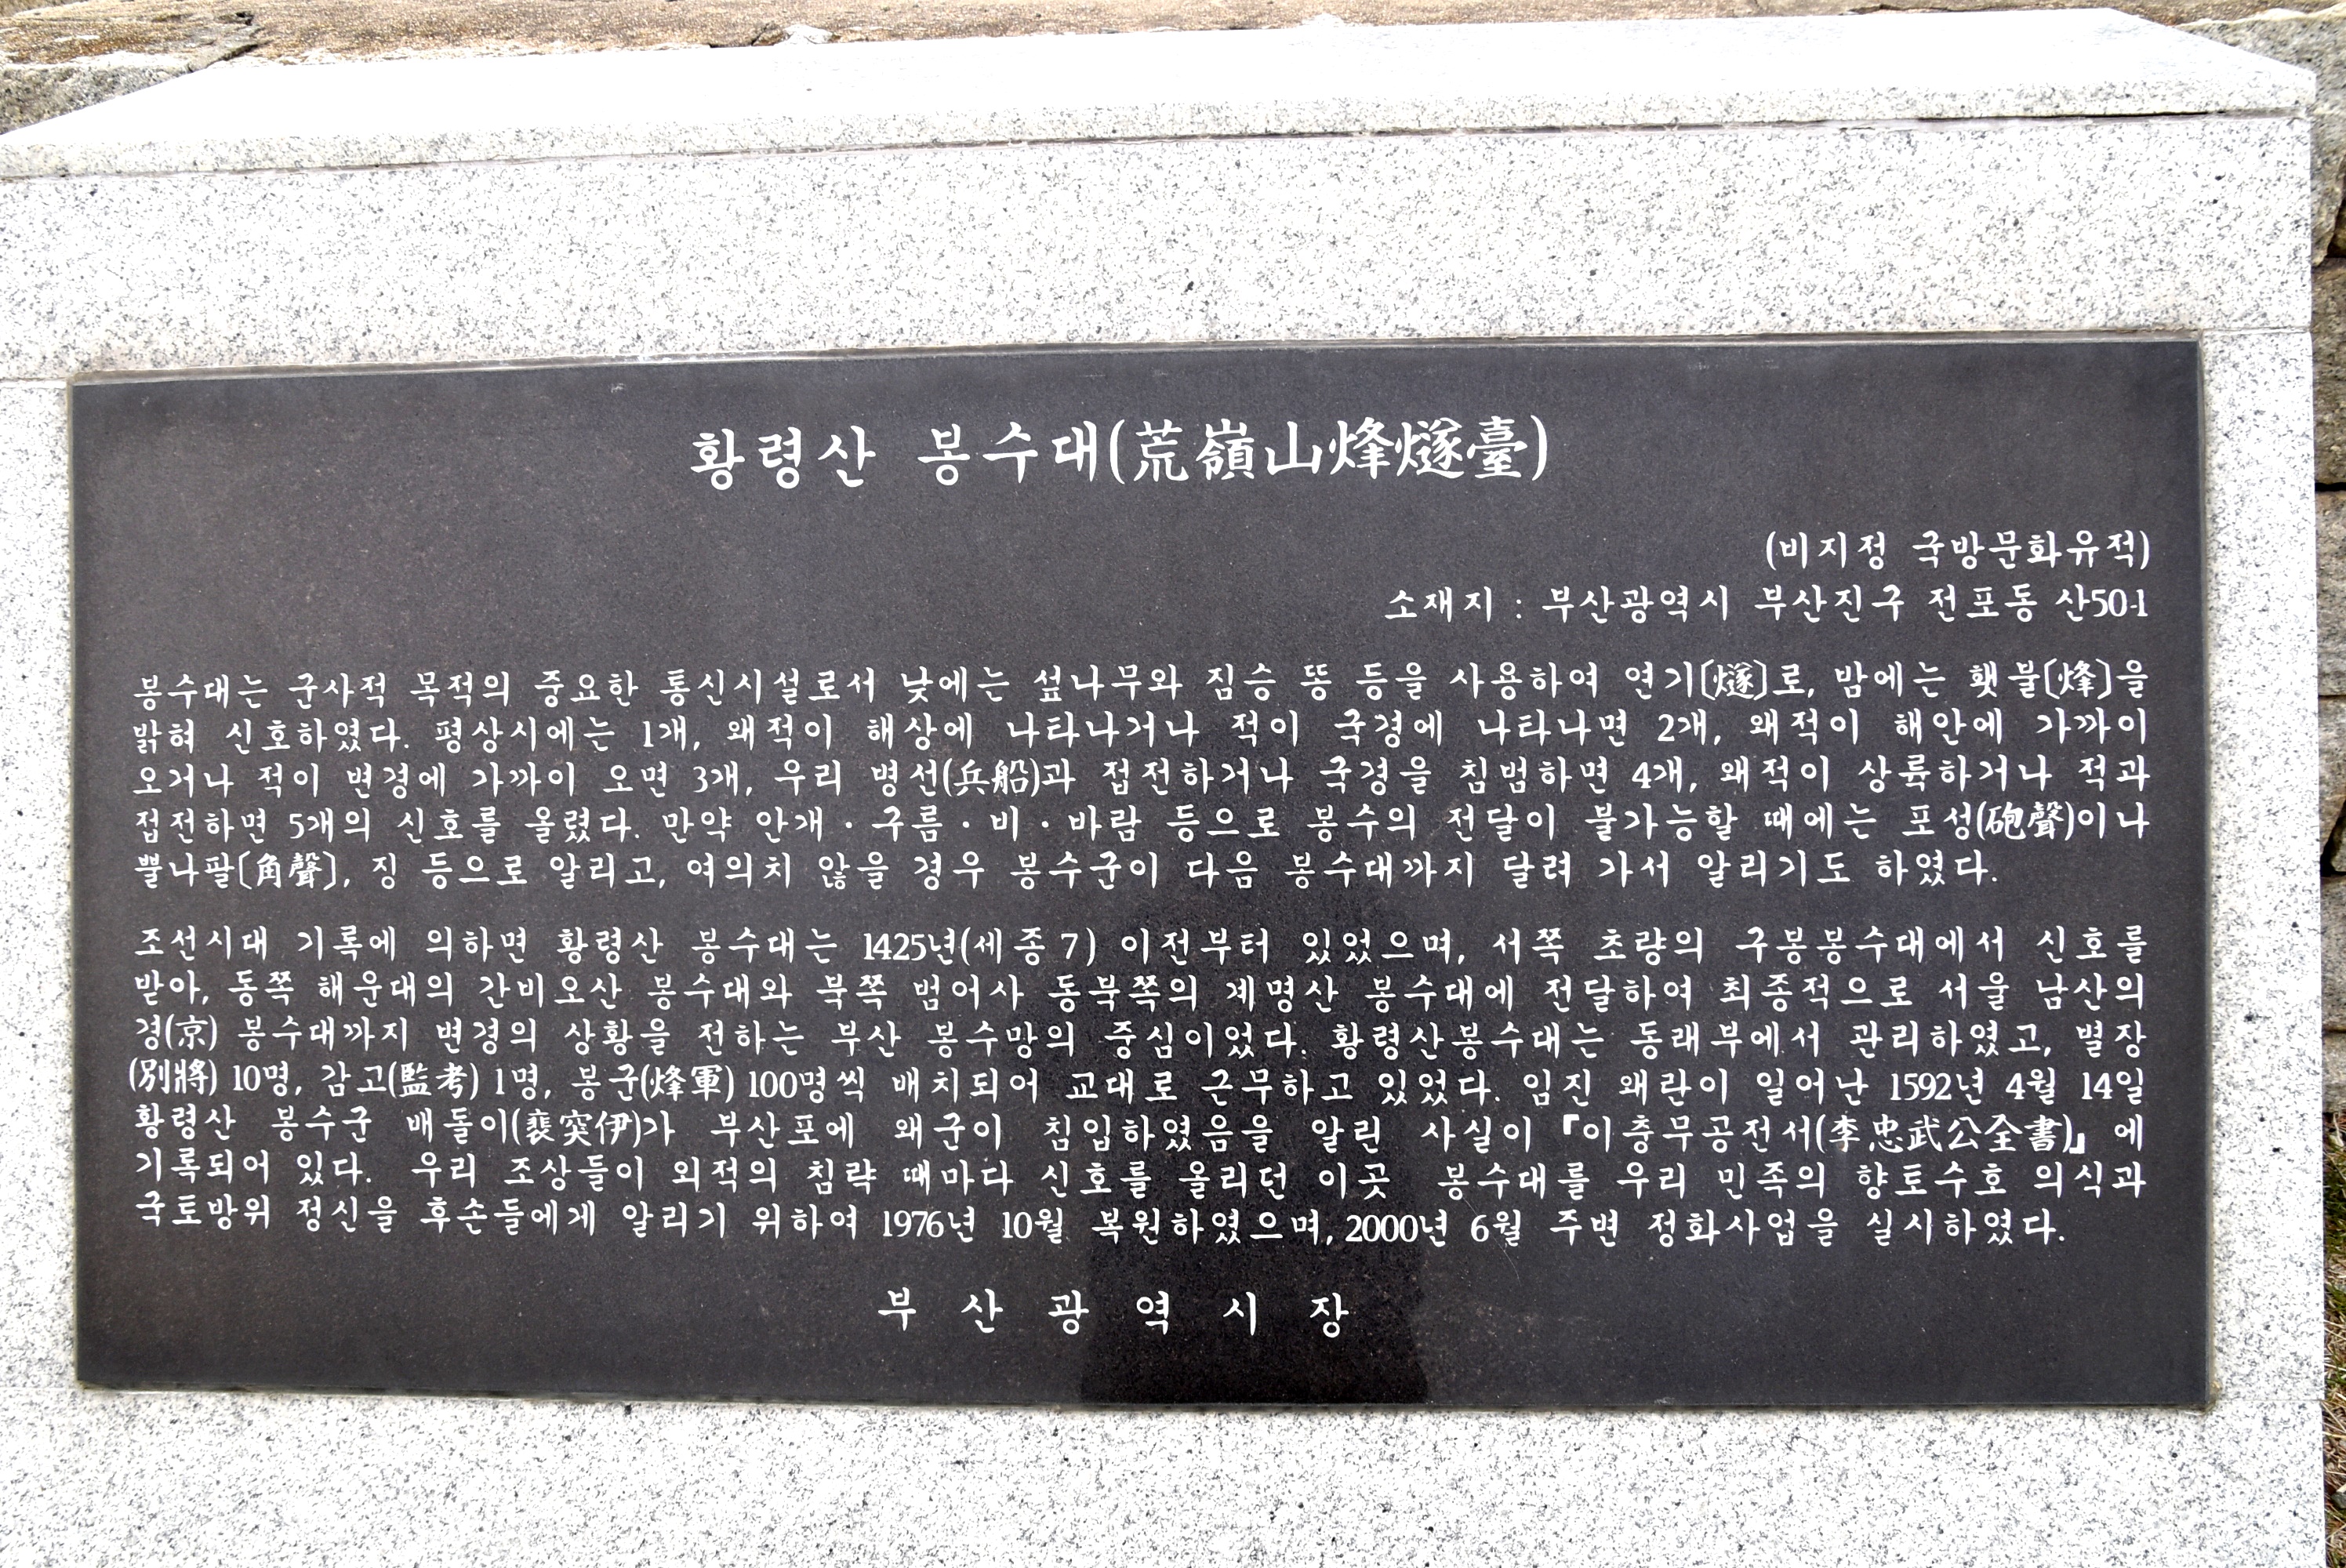 황령산 봉수대(荒嶺山烽燧臺)
(비지정 국방문화유적)
소재지 : 부산광역시 부산진구 전포동 산50-1
봉수대는 군사적 목적의 중요한 통신시설로서 낮에는 섶나무와 짐승 똥 등을 사용하여 연기〔燧〕로, 밤에는 횃불〔烽〕을
밝혀 신호하였다. 평상시에는 1개, 왜적이 해상에 나타나거나 적이 국경에 나타나면 2개, 왜적이 해안에 가까이
오거나 적이 변경에 가까이 오면 3개, 우리 병선(兵船)과 접전하거나 국경을 침범하면 4개, 왜적이 상륙하거나 적과
접전하면 5개의 신호를 올렸다. 만약 안개·구름·비·바람 등으로 봉수의 전달이 불가능할 때에는 포성(砲聲)이나
뿔나팔〔角聲〕, 징 등으로 알리고, 여의치 않을 경우 봉수군이 다음 봉수대까지 달려 가서 알리기도 하였다.
조선시대 기록에 의하면 황령산 봉수대는 1425년(세종 7) 이전부터 있었으며, 서쪽 초량의 구봉봉수대에서 신호를
받아, 동쪽 해운대의 간비오산 봉수대와 북쪽 범어사 동북쪽의 계명산 봉수대에 전달하여 최종적으로 서울 남산의
경(京) 봉수대까지 변경의 상황을 전하는 부산 봉수망의 중심이었다. 황령산봉수대는 동래부에서 관리하였고, 별장
(別將) 10명, 감고(監考) 1명, 봉군(烽軍) 100명씩 배치되어 교대로 근무하고 있었다. 임진 왜란이 일어난 1592년 4월 14일
황령산 봉수군 배돌이(裵突伊)가 부산포에 왜군이 침입하였음을 알린 사실이 『이충무공전서(李忠武公全書)』에
기록되어 있다. 우리 조상들이 외적의 침략 때마다 신호를 올리던 이곳 봉수대를 우리 민족의 향토수호 의식과
국토방위 정신을 후손들에게 알리기 위하여 1976년 10월 복원하였으며, 2000년 6월 주변 정화사업을 실시하였다.
부 산 광 역 시 장